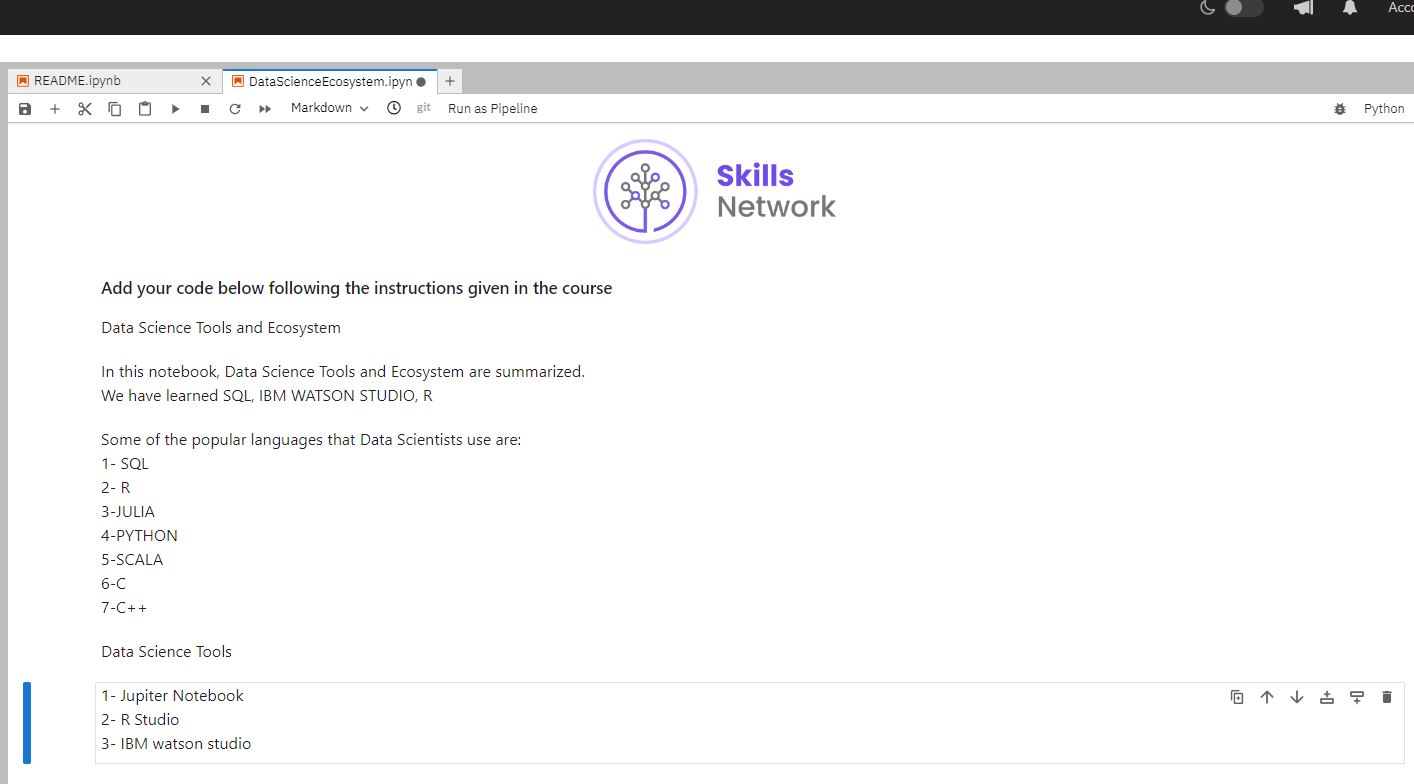 Acco
README.ipynb
DataScienceEcosystem.ipyn
Markdown
git
Run as Pipeline
Python
Skills
Network
Add your code below following the instructions given in the course
Data Science Tools and Ecosystem
In this notebook, Data Science Tools and Ecosystem are summarized.
We have learned SQL, IBM WATSON STUDIO, R
Some of the popular languages that Data Scientists use are:
1- SQL
2- R
3-JULIA
4-PYTHON
5-SCALA
6-C
7-C++
Data Science Tools
1- Jupiter Notebook
2- R Studio
3- IBM watson studio